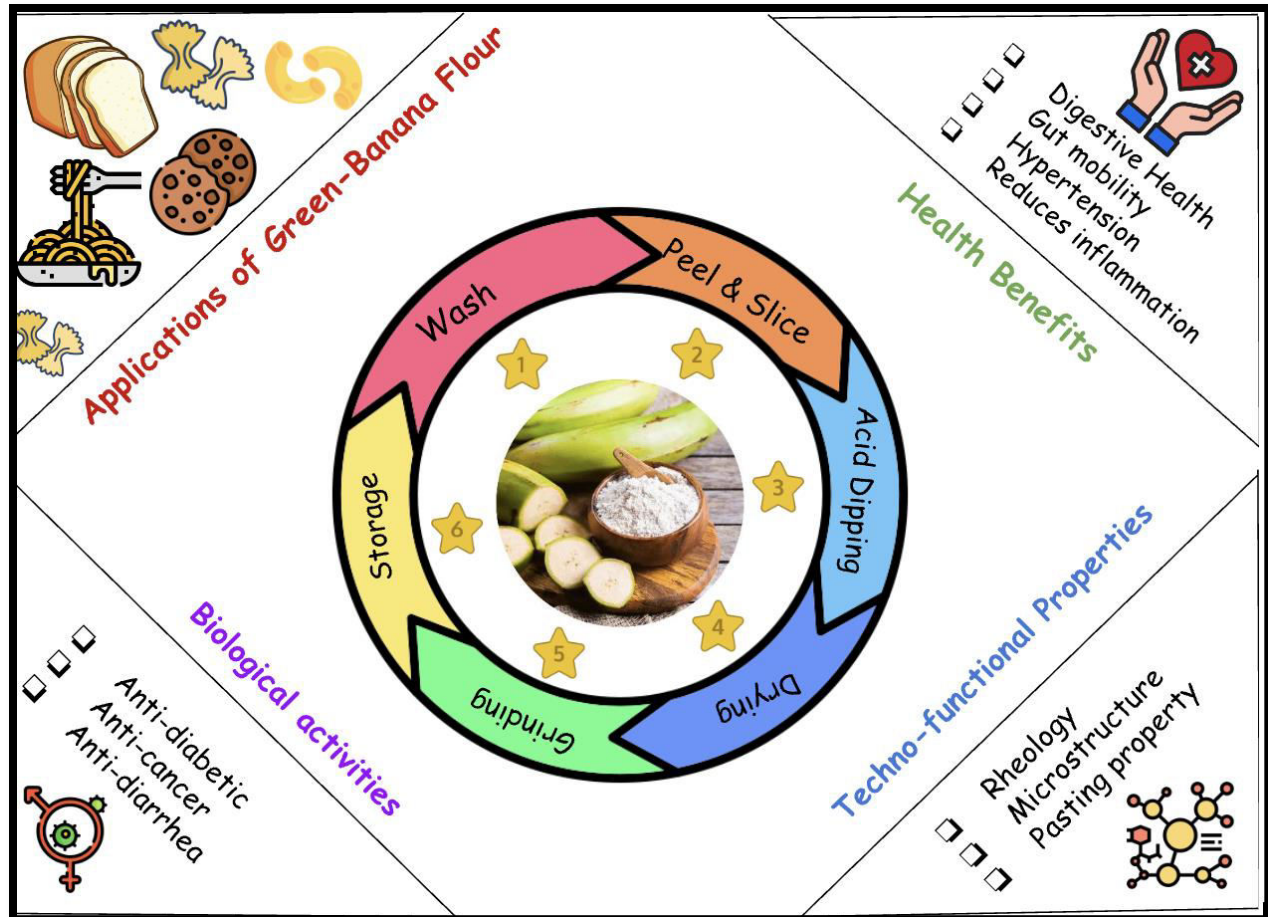 Applications of Green-Banana Flour
Digestive Health
Gut mobility
Hypertension
Reduces inflammation
Health Benefits
Wash
Peel & Slice
Acid Dipping
Drying
Grinding
Storage
1
2
3
4
5
6
Biological activities
Anti-diabetic
Anti-cancer
Anti-diarrhea
Techno-functional Properties
Rheology
Microstructure
Pasting property